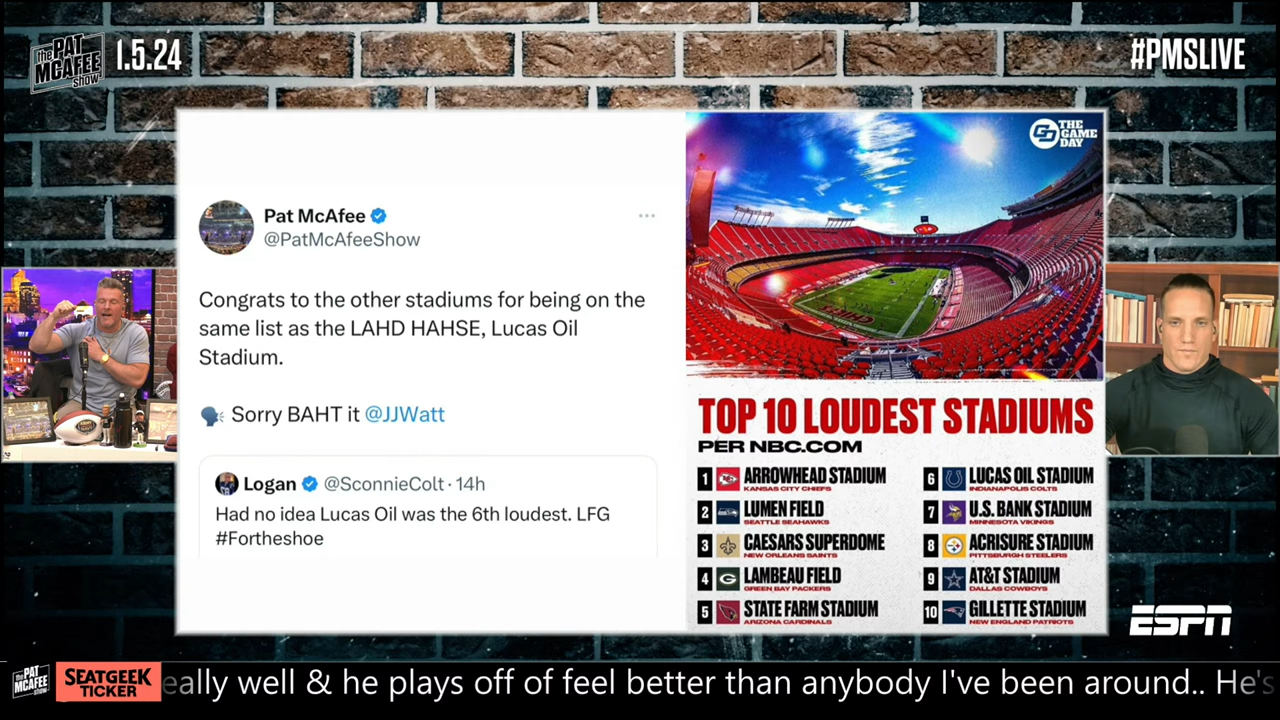 the PAT MCAFEE show
1.5.24
#PMSLIVE
Pat McAfee
@PatMcAfeeShow
Congrats to the other stadiums for being on the
same list as the LAHD HAHSE, Lucas Oil
Stadium.
🗣 Sorry BAHT it @JJWatt
Logan @SconnieColt · 14h
Had no idea Lucas Oil was the 6th loudest. LFG
#Fortheshoe
GD THE GAME DAY
TOP 10 LOUDEST STADIUMS
PER NBC.COM
1 ARROWHEAD STADIUM
KANSAS CITY CHIEFS
2 LUMEN FIELD
SEATTLE SEAHAWKS
3 CAESARS SUPERDOME
NEW ORLEANS SAINTS
4 LAMBEAU FIELD
GREEN BAY PACKERS
5 STATE FARM STADIUM
ARIZONA CARDINALS
6 LUCAS OIL STADIUM
INDIANAPOLIS COLTS
7 U.S. BANK STADIUM
MINNESOTA VIKINGS
8 ACRISURE STADIUM
PITTSBURGH STEELERS
9 AT&T STADIUM
DALLAS COWBOYS
10 GILLETTE STADIUM
NEW ENGLAND PATRIOTS
ESPN
the PAT MCAFEE show
SEATGEEK
TICKER
eally well & he plays off of feel better than anybody I've been around.. He's